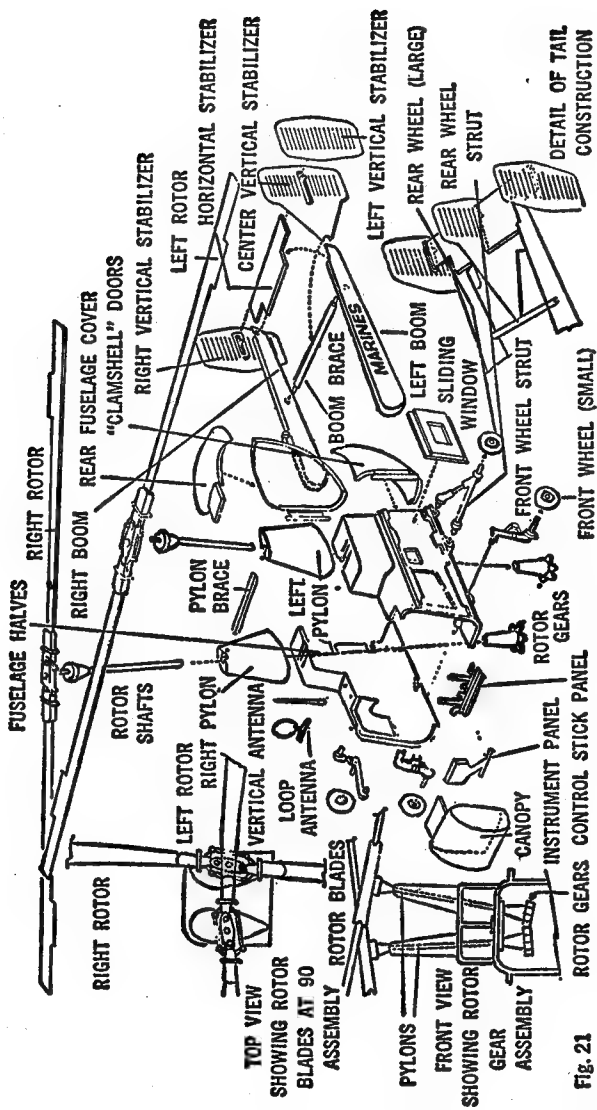 FUSELAGE HALVES
RIGHT ROTOR
RIGHT BOOM
REAR FUSELAGE COVER
"CLAMSHELL" DOORS
RIGHT VERTICAL STABILIZER
LEFT ROTOR
HORIZONTAL STABILIZER
CENTER VERTICAL STABILIZER
RIGHT ROTOR
ROTOR
SHAFTS
PYLON
BRACE
RIGHT PYLON
LEFT
PYLON
LEFT ROTOR
VERTICAL ANTENNA
LOOP
ANTENNA
BOOM BRACE
MARINES
LEFT BOOM
SLIDING
WINDOW
LEFT VERTICAL STABILIZER
REAR WHEEL (LARGE)
REAR WHEEL
STRUT
TOP VIEW
SHOWING ROTOR
BLADES AT 90
ASSEMBLY
ROTOR BLADES
PYLONS
FRONT VIEW
SHOWING ROTOR
GEAR
ASSEMBLY
ROTOR GEARS
CANOPY
INSTRUMENT PANEL
CONTROL STICK PANEL
ROTOR
GEARS
FRONT WHEEL STRUT
FRONT WHEEL (SMALL)
DETAIL OF TAIL
CONSTRUCTION
Fig. 21